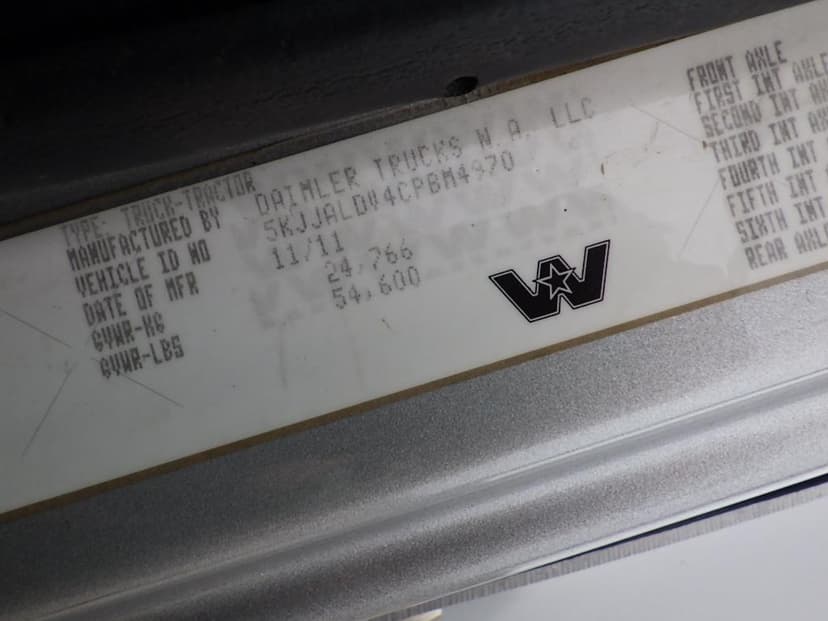 TYPE: TRUCK-TRACTOR
MANUFACTURED BY DAIMLER TRUCKS N.A. LLC
VEHICLE ID NO 5KJJALDV4CPBM4970
DATE OF MFR 11/11
GVWR-KG 24,766
GVWR-LBS 54,600
W
FRONT AXLE
FIRST INT AXLE
SECOND INT
THIRD INT
FOURTH INT
FIFTH INT
SIXTH INT
REAR AXLE